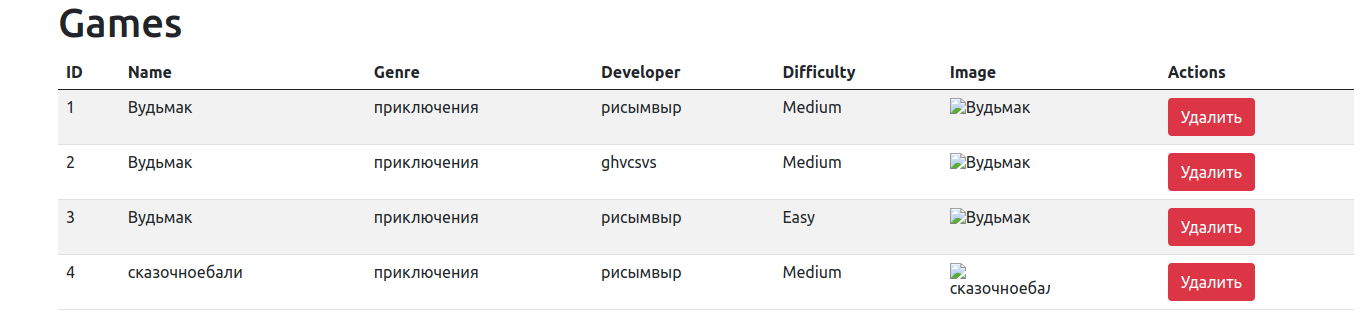 Games
ID Name Genre Developer Difficulty Image Actions
1 Вудьмак приключения рисымвыр Medium Вудьмак Удалить
2 Вудьмак приключения ghvcsvs Medium Вудьмак Удалить
3 Вудьмак приключения рисымвыр Easy Вудьмак Удалить
4 сказочноебали приключения рисымвыр Medium сказочноебал Удалить